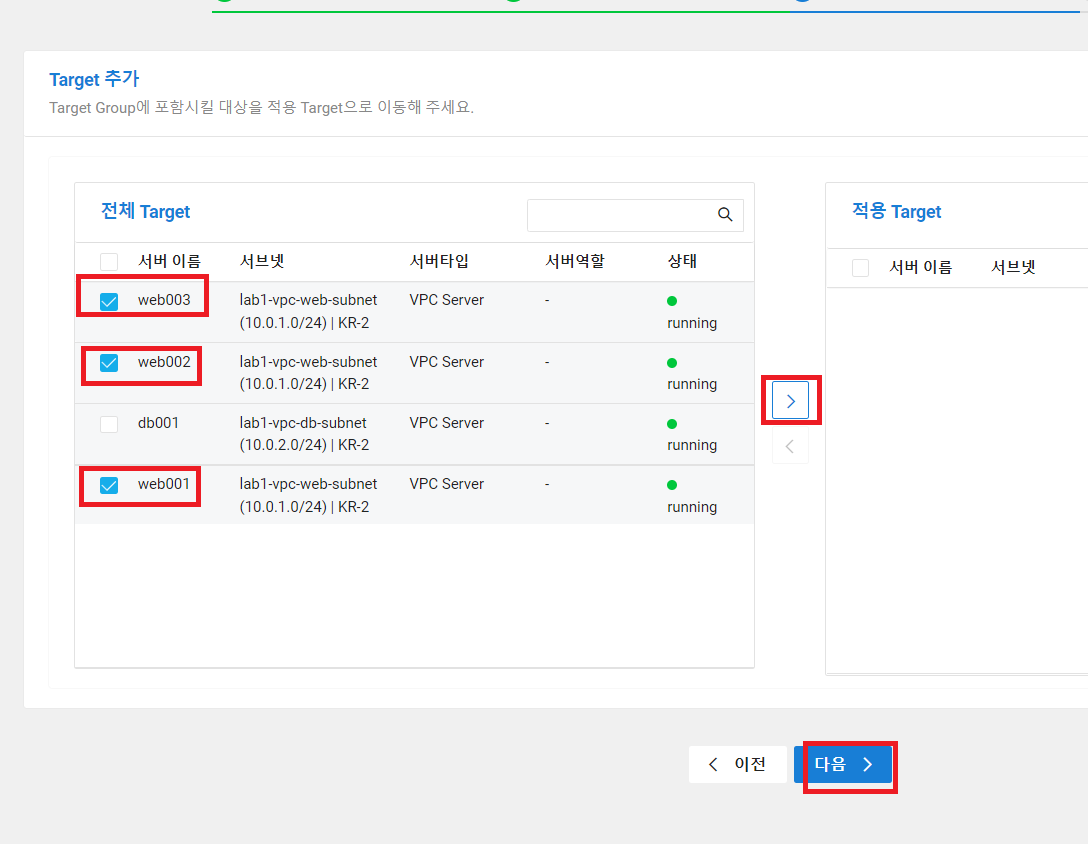 Target 추가
Target Group에 포함시킬 대상을 적용 Target으로 이동해 주세요.
전체 Target
서버 이름 서브넷 서버타입 서버역할 상태
web003 lab1-vpc-web-subnet VPC Server -
(10.0.1.0/24) | KR-2 running
web002 lab1-vpc-web-subnet VPC Server -
(10.0.1.0/24) | KR-2 running
db001 lab1-vpc-db-subnet VPC Server -
(10.0.2.0/24) | KR-2 running
web001 lab1-vpc-web-subnet VPC Server -
(10.0.1.0/24) | KR-2 running
적용 Target
서버 이름 서브넷
이전 다음